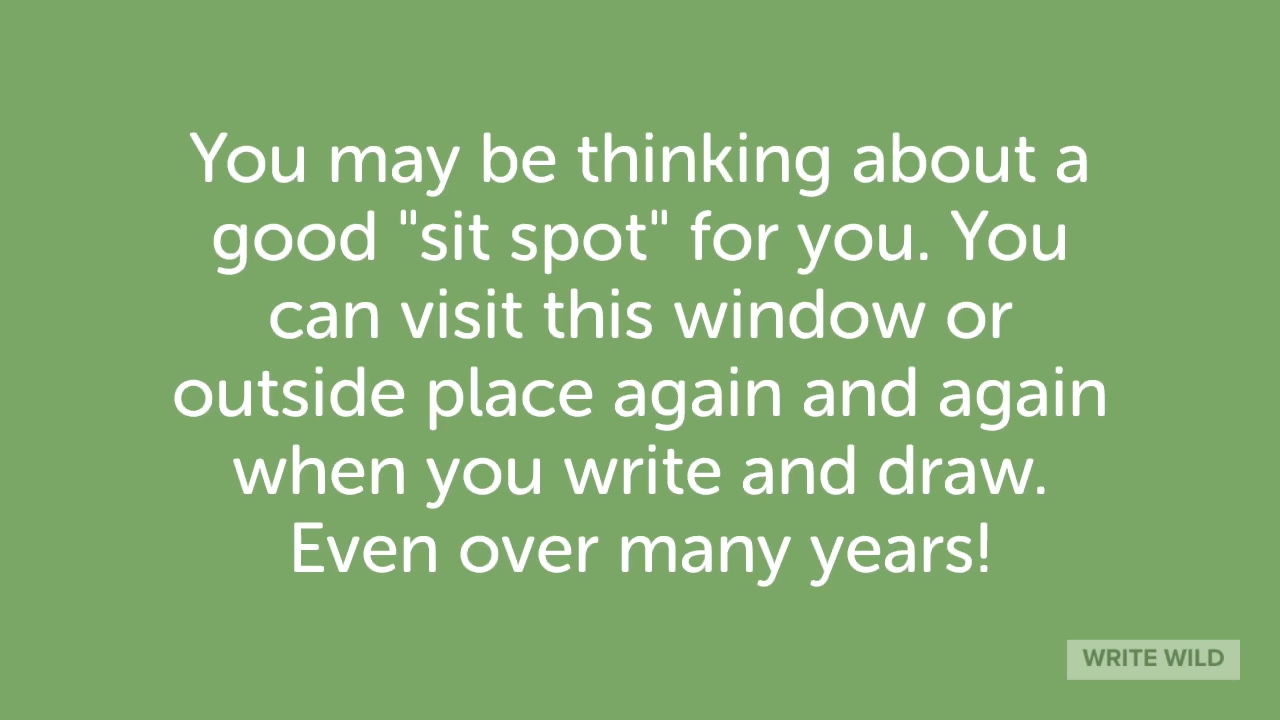 You may be thinking about a
good "sit spot" for you. You
can visit this window or
outside place again and again
when you write and draw.
Even over many years!
WRITE WILD